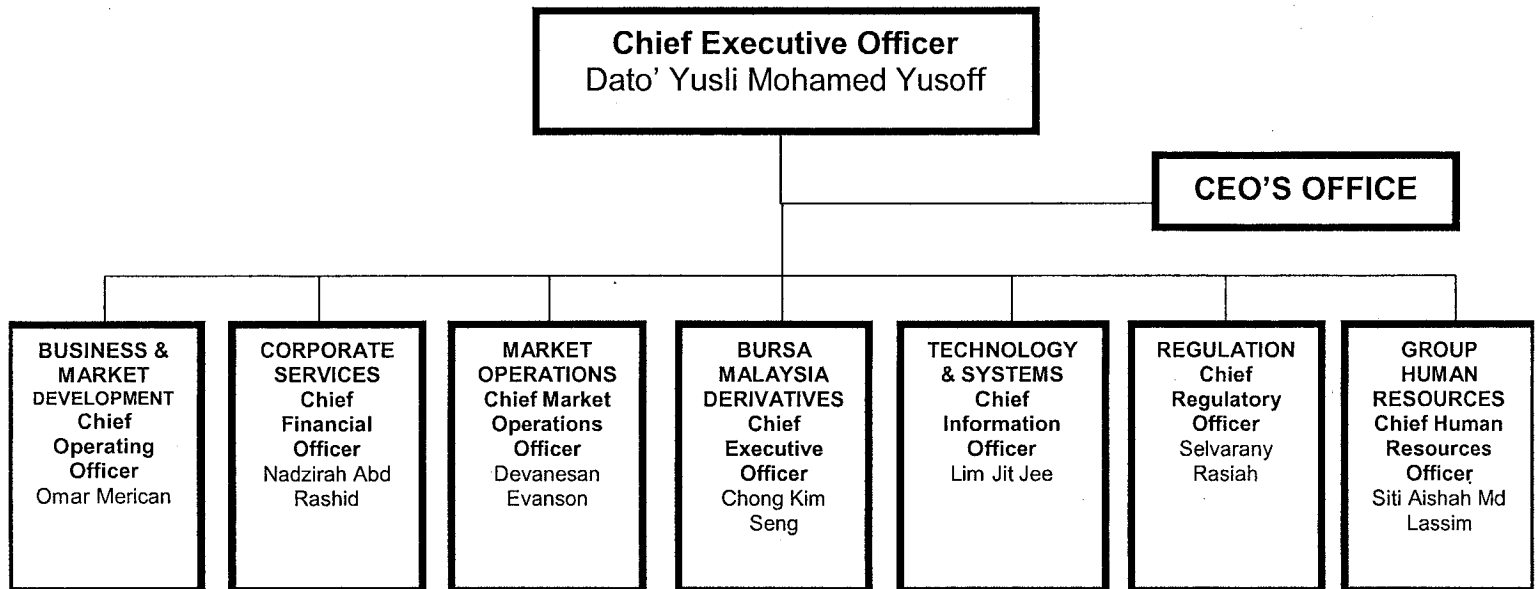 Chief Executive Officer
Dato' Yusli Mohamed Yusoff
CEO'S OFFICE
BUSINESS &
MARKET
DEVELOPMENT
Chief
Operating
Officer
Omar Merican
CORPORATE
SERVICES
Chief
Financial
Officer
Nadzirah Abd
Rashid
MARKET
OPERATIONS
Chief Market
Operations
Officer
Devanesan
Evanson
BURSA
MALAYSIA
DERIVATIVES
Chief
Executive
Officer
Chong Kim
Seng
TECHNOLOGY
& SYSTEMS
Chief
Information
Officer
Lim Jit Jee
REGULATION
Chief
Regulatory
Officer
Selvarany
Rasiah
GROUP
HUMAN
RESOURCES
Chief Human
Resources
Officer
Siti Aishah Md
Lassim